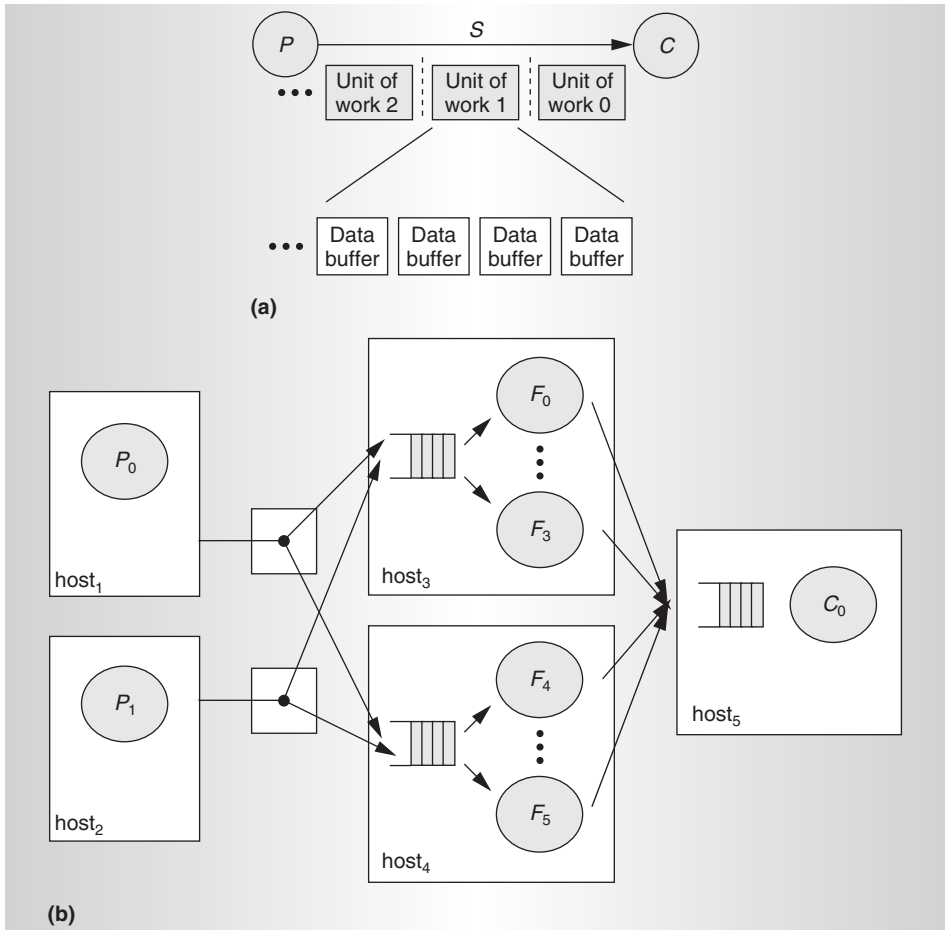 P S C
Unit of work 2
Unit of work 1
Unit of work 0
Data buffer
Data buffer
Data buffer
Data buffer
(a)
P0
host1
P1
host2
F0
F3
host3
F4
F5
host4
C0
host5
(b)